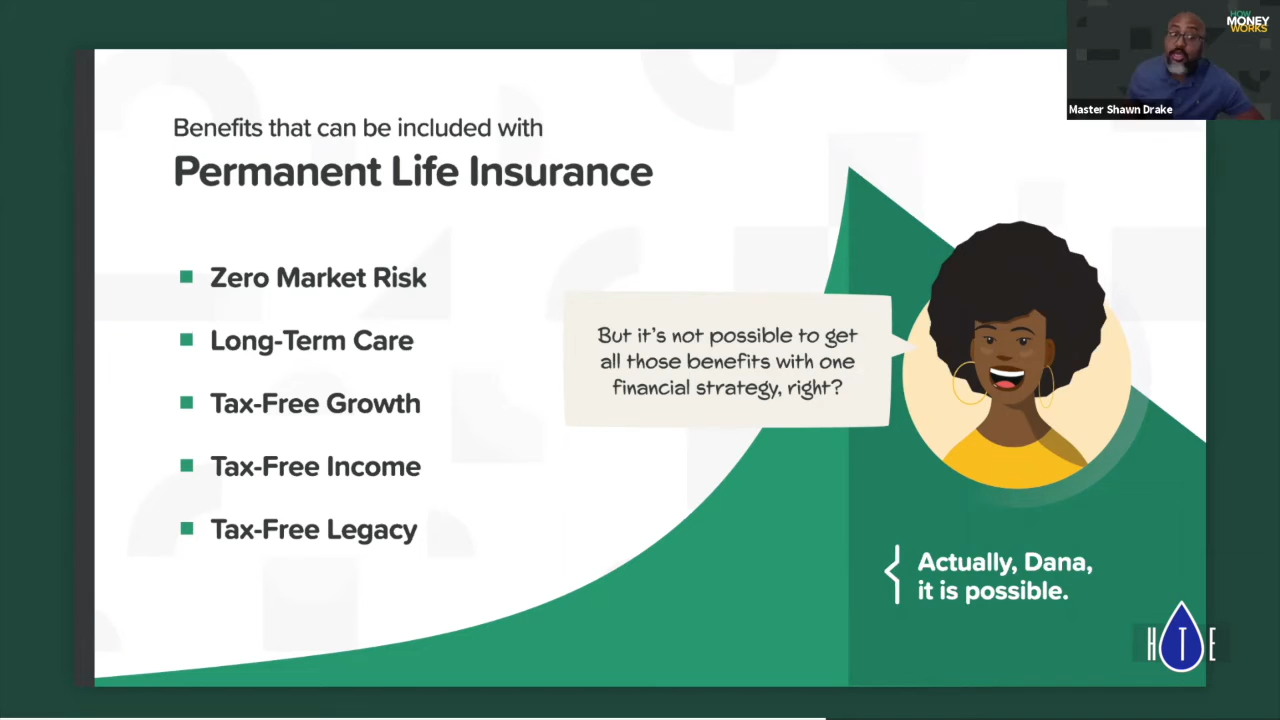 HOW
MONEY
WORKS
Master Shawn Drake
Benefits that can be included with
Permanent Life Insurance
Zero Market Risk
Long-Term Care
Tax-Free Growth
Tax-Free Income
Tax-Free Legacy
But it's not possible to get
all those benefits with one
financial strategy, right?
Actually, Dana,
it is possible.
HTE